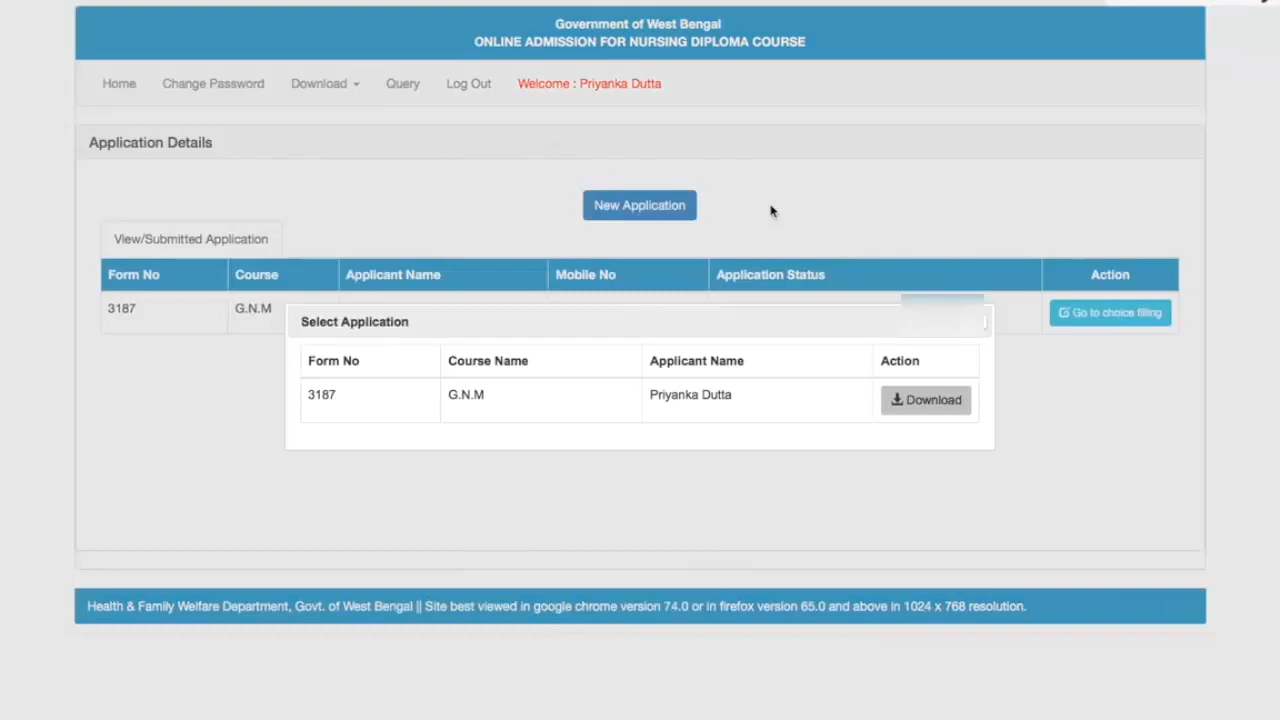 Government of West Bengal
ONLINE ADMISSION FOR NURSING DIPLOMA COURSE
Home Change Password Download Query Log Out Welcome : Priyanka Dutta
Application Details
New Application
View/Submitted Application
Form No Course Applicant Name Mobile No Application Status Action
3187 G.N.M Go to choice filling
Select Application
Form No Course Name Applicant Name Action
3187 G.N.M Priyanka Dutta Download
Health & Family Welfare Department, Govt. of West Bengal || Site best viewed in google chrome version 74.0 or in firefox version 65.0 and above in 1024 x 768 resolution.